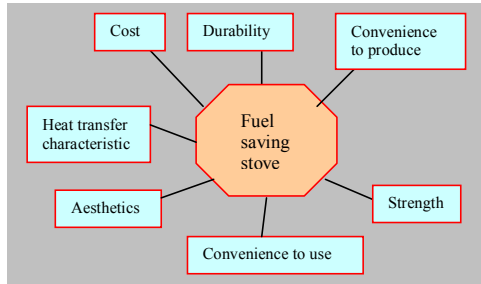 Cost
Durability
Convenience
to produce
Heat transfer
characteristic
Fuel
saving
stove
Aesthetics
Strength
Convenience to use